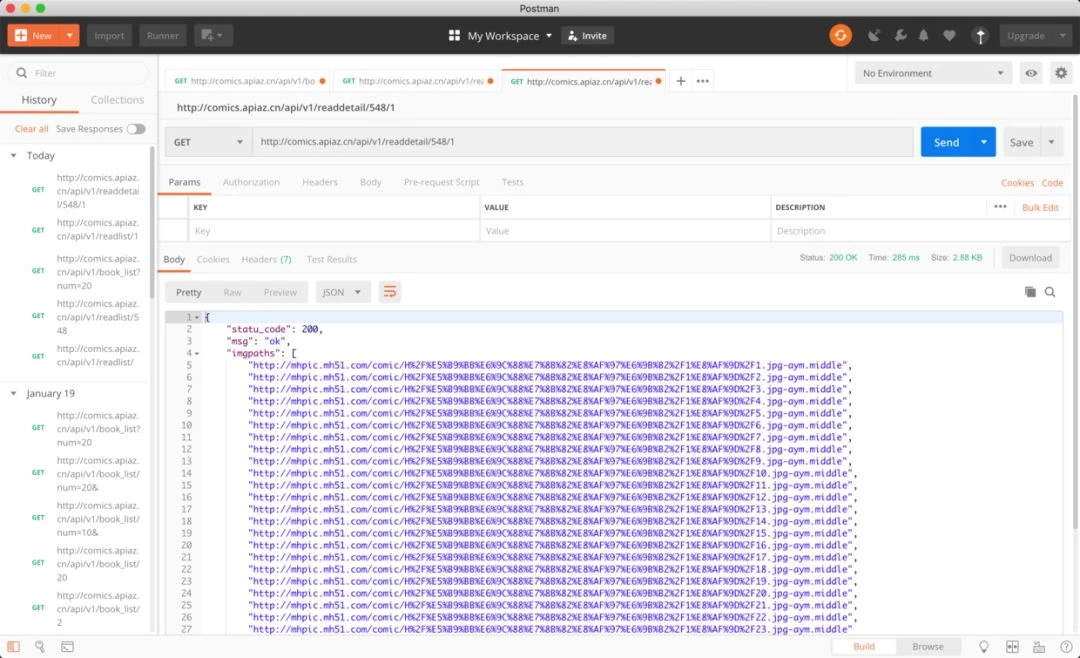 Postman
New
Import
Runner
My Workspace
Invite
Upgrade
Filter
History
Collections
Clear all
Save Responses
Today
GET http://comics.apiaz.
cn/api/v1/readdetai
l/548/1
GET http://comics.apiaz.
cn/api/v1/readlist/1
GET http://comics.apiaz.
cn/api/v1/book_list?
num=20
GET http://comics.apiaz.
cn/api/v1/readlist/5
48
GET http://comics.apiaz.
cn/api/v1/readlist/
January 19
GET http://comics.apiaz.
cn/api/v1/book_list?
num=20
GET http://comics.apiaz.
cn/api/v1/book_list/
num=20&
GET http://comics.apiaz.
cn/api/v1/book_list/
num=10&
GET http://comics.apiaz.
cn/api/v1/book_list/
20
GET http://comics.apiaz.
cn/api/v1/book_list/
2
GET http://comics.apiaz.cn/api/v1/bo
GET http://comics.apiaz.cn/api/v1/rea
GET http://comics.apiaz.cn/api/v1/rea
No Environment
http://comics.apiaz.cn/api/v1/readdetail/548/1
GET
http://comics.apiaz.cn/api/v1/readdetail/548/1
Send
Save
Params Authorization Headers Body Pre-request Script Tests
Cookies Code
KEY VALUE DESCRIPTION
Bulk Edit
Key Value Description
Body Cookies Headers (7) Test Results
Status: 200 OK Time: 285 ms Size: 2.88 KB
Download
Pretty Raw Preview JSON
1 {
2 "statu_code": 200,
3 "msg": "ok",
4 "imgpaths": [
5 "http://mhpic.mh51.com/comic/H%2F%E5%B9%BB%E6%9C%88%E7%8B%82%E8%AF%97%E6%9B%B2%2F1%E8%AF%9D%2F1.jpg-aym.middle",
6 "http://mhpic.mh51.com/comic/H%2F%E5%B9%BB%E6%9C%88%E7%8B%82%E8%AF%97%E6%9B%B2%2F1%E8%AF%9D%2F2.jpg-aym.middle",
7 "http://mhpic.mh51.com/comic/H%2F%E5%B9%BB%E6%9C%88%E7%8B%82%E8%AF%97%E6%9B%B2%2F1%E8%AF%9D%2F3.jpg-aym.middle",
8 "http://mhpic.mh51.com/comic/H%2F%E5%B9%BB%E6%9C%88%E7%8B%82%E8%AF%97%E6%9B%B2%2F1%E8%AF%9D%2F4.jpg-aym.middle",
9 "http://mhpic.mh51.com/comic/H%2F%E5%B9%BB%E6%9C%88%E7%8B%82%E8%AF%97%E6%9B%B2%2F1%E8%AF%9D%2F5.jpg-aym.middle",
10 "http://mhpic.mh51.com/comic/H%2F%E5%B9%BB%E6%9C%88%E7%8B%82%E8%AF%97%E6%9B%B2%2F1%E8%AF%9D%2F6.jpg-aym.middle",
11 "http://mhpic.mh51.com/comic/H%2F%E5%B9%BB%E6%9C%88%E7%8B%82%E8%AF%97%E6%9B%B2%2F1%E8%AF%9D%2F7.jpg-aym.middle",
12 "http://mhpic.mh51.com/comic/H%2F%E5%B9%BB%E6%9C%88%E7%8B%82%E8%AF%97%E6%9B%B2%2F1%E8%AF%9D%2F8.jpg-aym.middle",
13 "http://mhpic.mh51.com/comic/H%2F%E5%B9%BB%E6%9C%88%E7%8B%82%E8%AF%97%E6%9B%B2%2F1%E8%AF%9D%2F9.jpg-aym.middle",
14 "http://mhpic.mh51.com/comic/H%2F%E5%B9%BB%E6%9C%88%E7%8B%82%E8%AF%97%E6%9B%B2%2F1%E8%AF%9D%2F10.jpg-aym.middle",
15 "http://mhpic.mh51.com/comic/H%2F%E5%B9%BB%E6%9C%88%E7%8B%82%E8%AF%97%E6%9B%B2%2F1%E8%AF%9D%2F11.jpg-aym.middle",
16 "http://mhpic.mh51.com/comic/H%2F%E5%B9%BB%E6%9C%88%E7%8B%82%E8%AF%97%E6%9B%B2%2F1%E8%AF%9D%2F12.jpg-aym.middle",
17 "http://mhpic.mh51.com/comic/H%2F%E5%B9%BB%E6%9C%88%E7%8B%82%E8%AF%97%E6%9B%B2%2F1%E8%AF%9D%2F13.jpg-aym.middle",
18 "http://mhpic.mh51.com/comic/H%2F%E5%B9%BB%E6%9C%88%E7%8B%82%E8%AF%97%E6%9B%B2%2F1%E8%AF%9D%2F14.jpg-aym.middle",
19 "http://mhpic.mh51.com/comic/H%2F%E5%B9%BB%E6%9C%88%E7%8B%82%E8%AF%97%E6%9B%B2%2F1%E8%AF%9D%2F15.jpg-aym.middle",
20 "http://mhpic.mh51.com/comic/H%2F%E5%B9%BB%E6%9C%88%E7%8B%82%E8%AF%97%E6%9B%B2%2F1%E8%AF%9D%2F16.jpg-aym.middle",
21 "http://mhpic.mh51.com/comic/H%2F%E5%B9%BB%E6%9C%88%E7%8B%82%E8%AF%97%E6%9B%B2%2F1%E8%AF%9D%2F17.jpg-aym.middle",
22 "http://mhpic.mh51.com/comic/H%2F%E5%B9%BB%E6%9C%88%E7%8B%82%E8%AF%97%E6%9B%B2%2F1%E8%AF%9D%2F18.jpg-aym.middle",
23 "http://mhpic.mh51.com/comic/H%2F%E5%B9%BB%E6%9C%88%E7%8B%82%E8%AF%97%E6%9B%B2%2F1%E8%AF%9D%2F19.jpg-aym.middle",
24 "http://mhpic.mh51.com/comic/H%2F%E5%B9%BB%E6%9C%88%E7%8B%82%E8%AF%97%E6%9B%B2%2F1%E8%AF%9D%2F20.jpg-aym.middle",
25 "http://mhpic.mh51.com/comic/H%2F%E5%B9%BB%E6%9C%88%E7%8B%82%E8%AF%97%E6%9B%B2%2F1%E8%AF%9D%2F21.jpg-aym.middle",
26 "http://mhpic.mh51.com/comic/H%2F%E5%B9%BB%E6%9C%88%E7%8B%82%E8%AF%97%E6%9B%B2%2F1%E8%AF%9D%2F22.jpg-aym.middle",
27 "http://mhpic.mh51.com/comic/H%2F%E5%B9%BB%E6%9C%88%E7%8B%82%E8%AF%97%E6%9B%B2%2F1%E8%AF%9D%2F23.jpg-aym.middle"
Build Browse